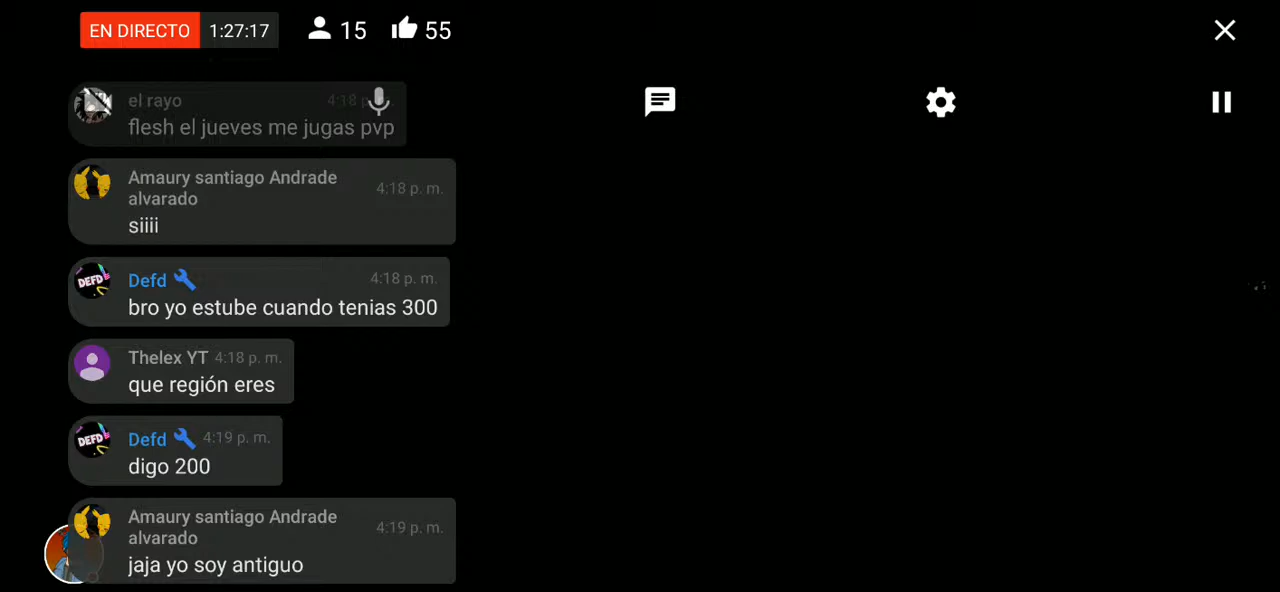 EN DIRECTO 1:27:17 15 55
el rayo 4:18 p. m.
flesh el jueves me jugas pvp
Amaury santiago Andrade
alvarado 4:18 p. m.
siiii
Defd 4:18 p. m.
bro yo estube cuando tenias 300
Thelex YT 4:18 p. m.
que región eres
Defd 4:19 p. m.
digo 200
Amaury santiago Andrade
alvarado 4:19 p. m.
jaja yo soy antiguo
DEFD
DEFD